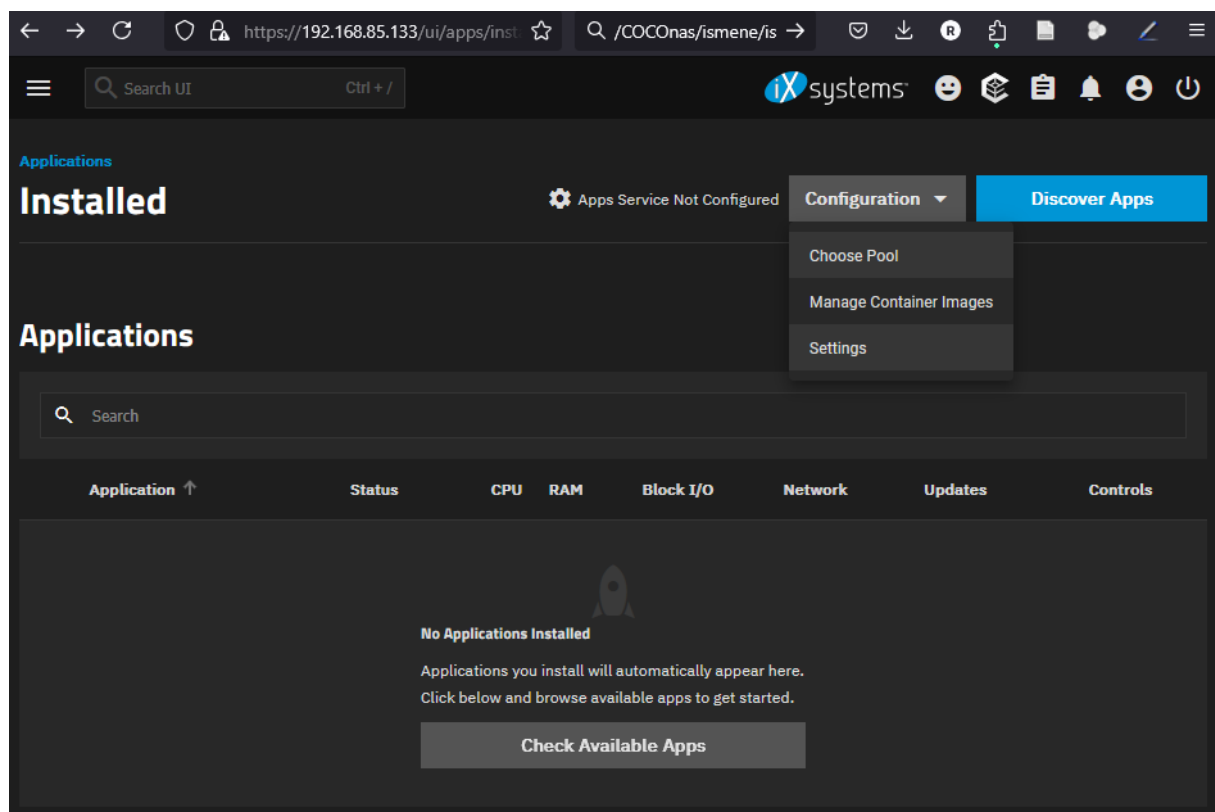 https://192.168.85.133/ui/apps/inst
/COCOnas/ismene/is
R
Search UI
Ctrl + /
iX systems
Applications
Installed
Apps Service Not Configured
Configuration
Discover Apps
Choose Pool
Manage Container Images
Settings
Applications
Search
Application
Status
CPU
RAM
Block I/O
Network
Updates
Controls
No Applications Installed
Applications you install will automatically appear here.
Click below and browse available apps to get started.
Check Available Apps